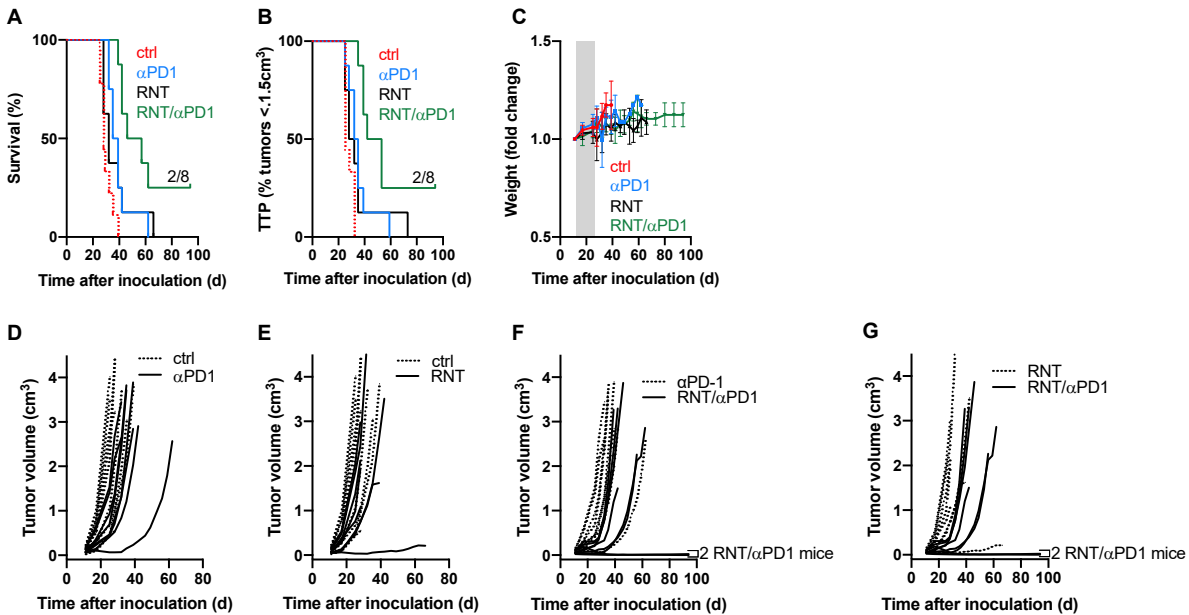 A
Survival (%)
100
50
0
ctrl
αPD1
RNT
RNT/αPD1
2/8
0 20 40 60 80 100
Time after inoculation (d)
B
TTP (% tumors <.1.5cm³)
100
50
0
ctrl
αPD1
RNT
RNT/αPD1
2/8
0 20 40 60 80 100
Time after inoculation (d)
C
Weight (fold change)
1.5
1.0
0.5
ctrl
αPD1
RNT
RNT/αPD1
0 20 40 60 80 100
Time after inoculation (d)
D
Tumor volume (cm³)
4
3
2
1
0
ctrl
αPD1
0 20 40 60 80
Time after inoculation (d)
E
Tumor volume (cm³)
4
3
2
1
0
ctrl
RNT
0 20 40 60 80
Time after inoculation (d)
F
Tumor volume (cm³)
4
3
2
1
0
αPD-1
RNT/αPD1
2 RNT/αPD1 mice
0 20 40 60 80 100
Time after inoculation (d)
G
Tumor volume (cm³)
4
3
2
1
0
RNT
RNT/αPD1
2 RNT/αPD1 mice
0 20 40 60 80 100
Time after inoculation (d)